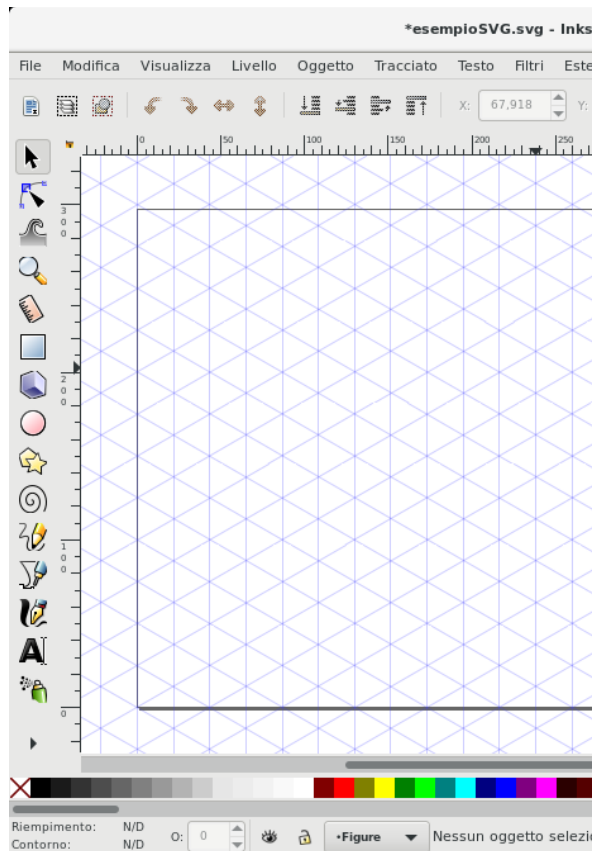 *esempioSVG.svg - Inks
File Modifica Visualizza Livello Oggetto Tracciato Testo Filtri Este
X: 67,918 Y:
0 50 100 150 200 250
300
200
100
0
A
Riempimento: N/D
Contorno: N/D
O: 0
•Figure
Nessun oggetto selezio